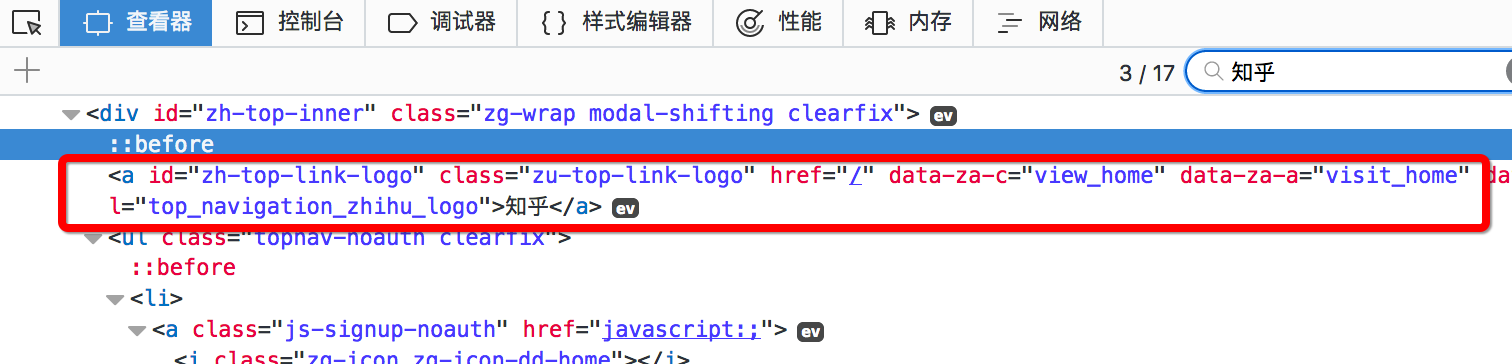 查看器 控制台 调试器 {} 样式编辑器 性能 内存 网络
+ 3 / 17 知乎
<div id="zh-top-inner" class="zg-wrap modal-shifting clearfix"> ev
::before
<a id="zh-top-link-logo" class="zu-top-link-logo" href="/" data-za-c="view_home" data-za-a="visit_home" da
l="top_navigation_zhihu_logo">知乎</a> ev
<ul class="topnav-noauth clearfix">
::before
<li>
<a class="js-signup-noauth" href="javascript:;"> ev
<i class="zg-icon zg-icon-dd-home"></i>